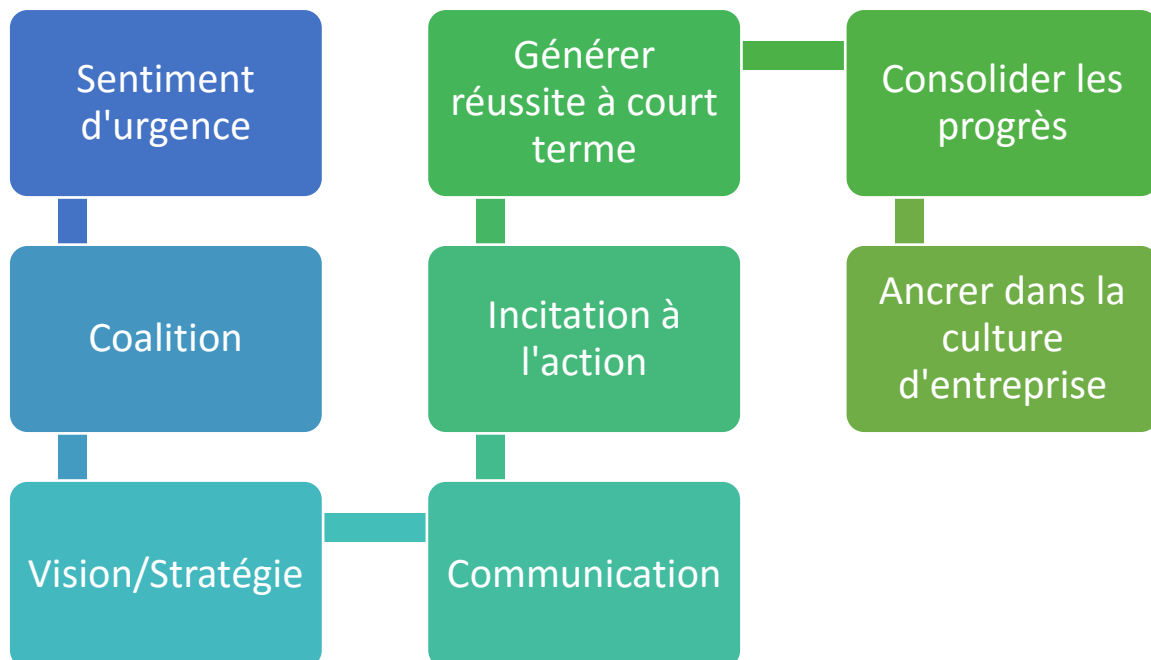 Sentiment
d'urgence
Coalition
Vision/Stratégie
Communication
Incitation à
l'action
Générer
réussite à court
terme
Consolider les
progrès
Ancrer dans la
culture
d'entreprise